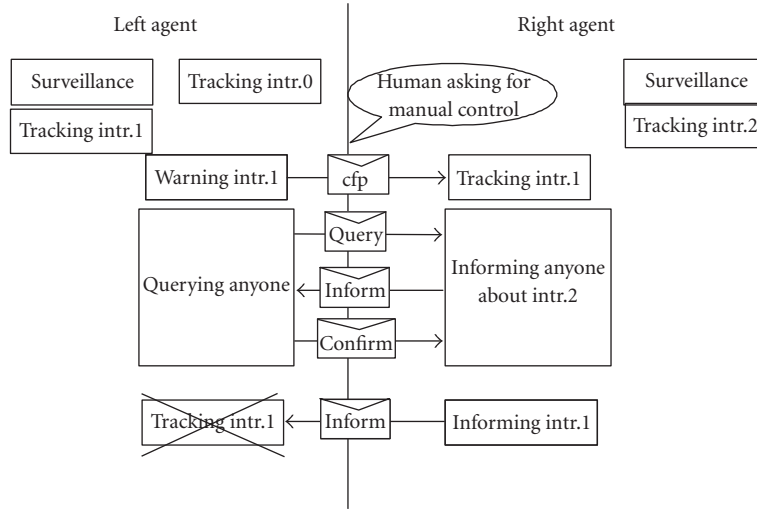 Left agent
Right agent
Surveillance
Tracking intr.0
Human asking for
manual control
Surveillance
Tracking intr.1
Tracking intr.2
Warning intr.1
cfp
Tracking intr.1
Query
Querying anyone
Inform
Informing anyone
about intr.2
Confirm
Tracking intr.1
Inform
Informing intr.1